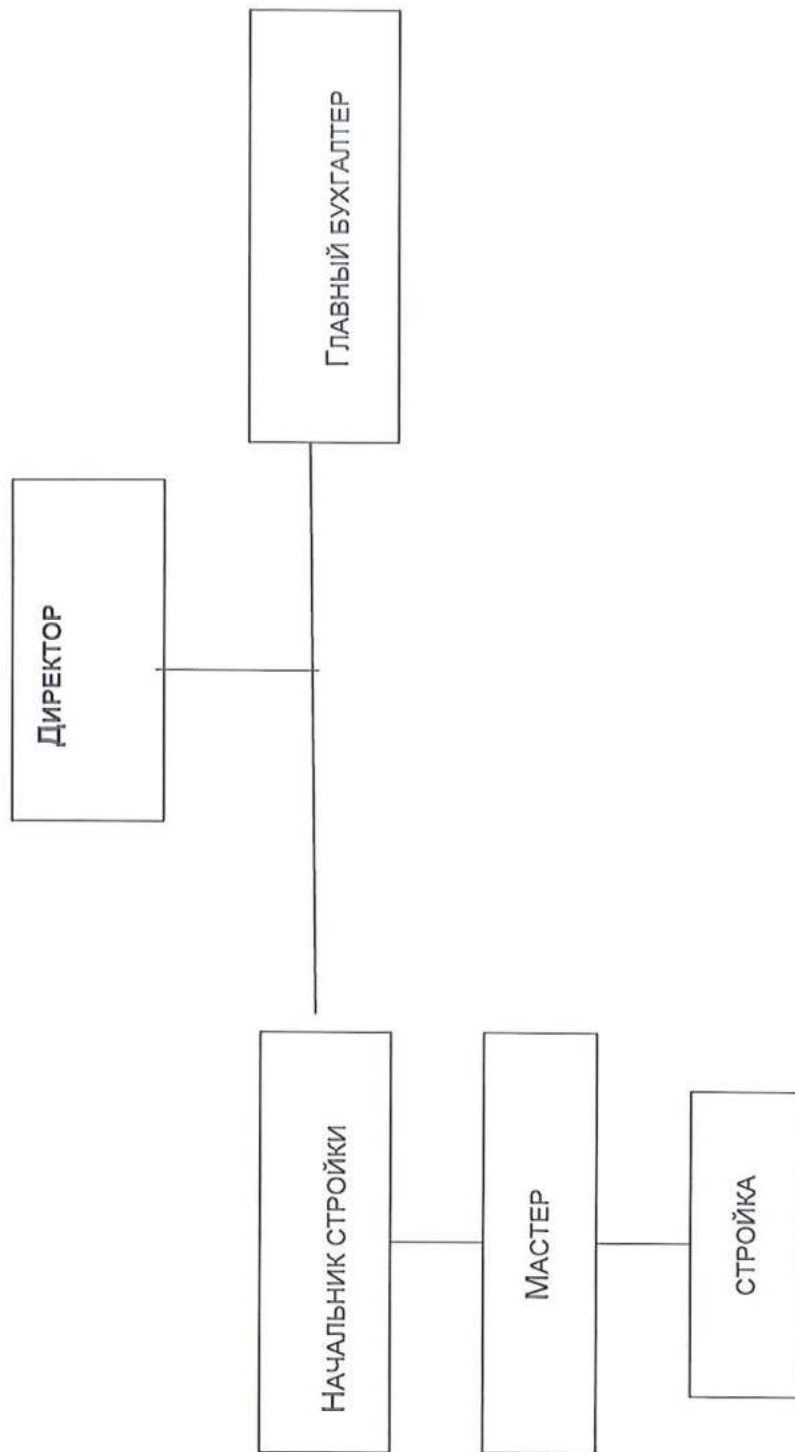 Директор
Главный бухгалтер
Начальник стройки
Мастер
стройка